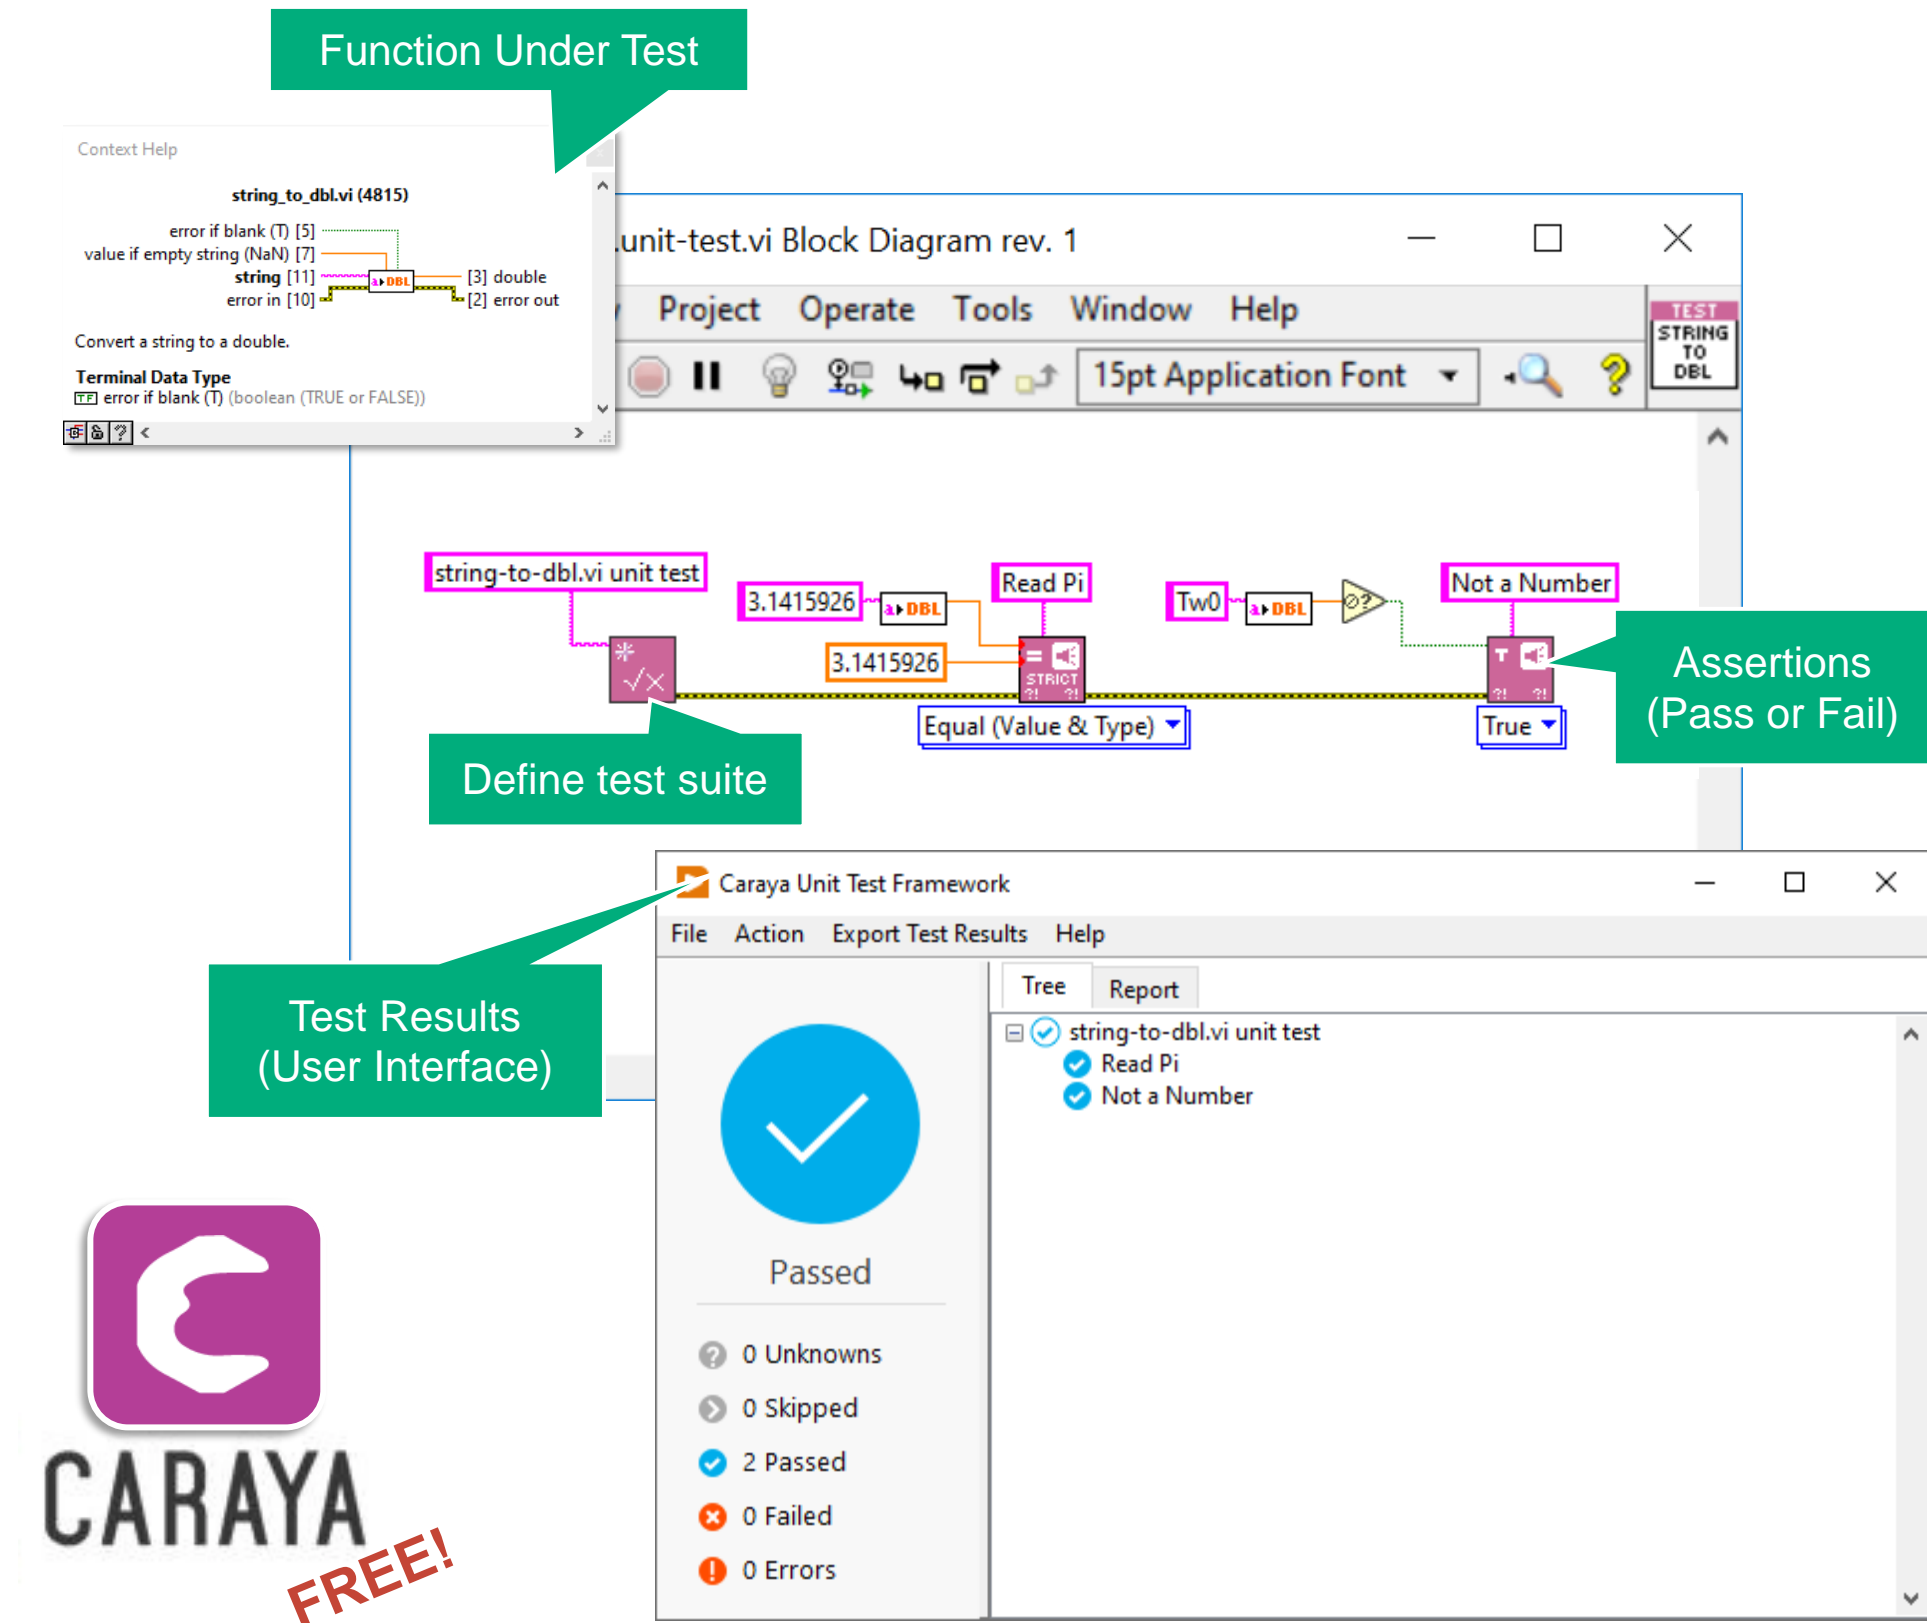 Function Under Test
Context Help
string_to_dbl.vi (4815)
error if blank (T) [5]
value if empty string (NaN) [7]
string [11]
error in [10]
a DBL
[3] double
[2] error out
Convert a string to a double.
Terminal Data Type
TF error if blank (T) (boolean (TRUE or FALSE))
?
.unit-test.vi Block Diagram rev. 1
Project Operate Tools Window Help
15pt Application Font
?
TEST
STRING
TO
DBL
string-to-dbl.vi unit test
3.1415926
a DBL
Read Pi
Tw0
a DBL
?
Not a Number
3.1415926
=
STRICT
?! ?!
T
?! ?!
Equal (Value & Type)
True
Assertions
(Pass or Fail)
Define test suite
Caraya Unit Test Framework
File Action Export Test Results Help
Test Results
(User Interface)
Tree Report
string-to-dbl.vi unit test
Read Pi
Not a Number
Passed
0 Unknowns
0 Skipped
2 Passed
0 Failed
0 Errors
CARAYA
FREE!